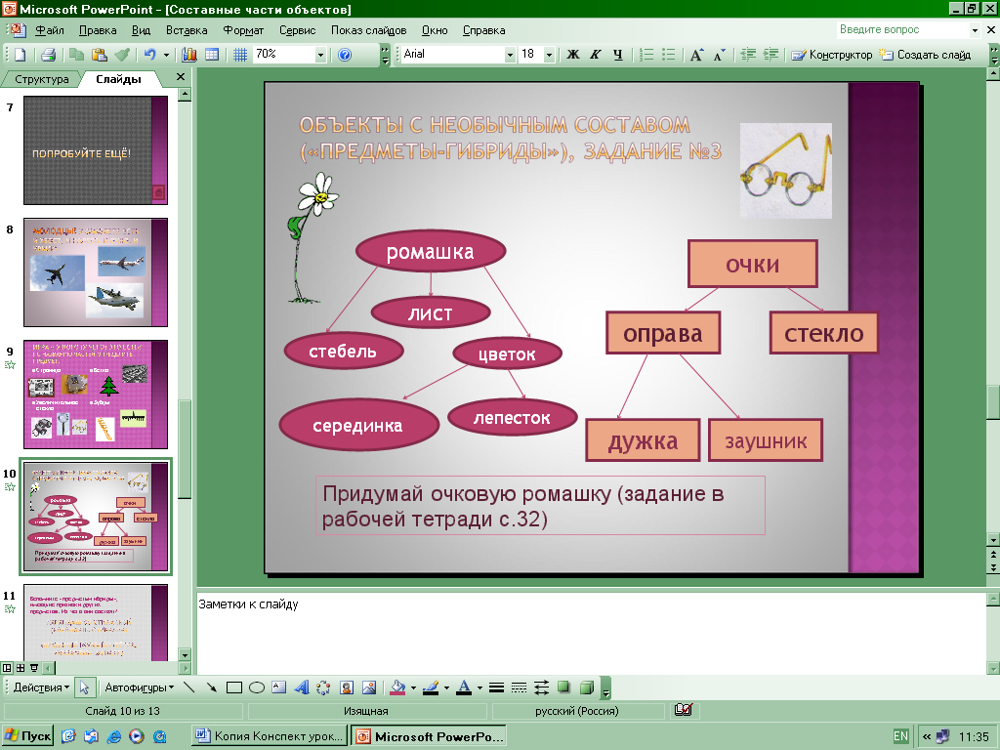 Microsoft PowerPoint - [Составные части объектов]
Файл Правка Вид Вставка Формат Сервис Показ слайдов Окно Справка
Введите вопрос
70%
Arial
18
Ж К Ч
Конструктор
Создать слайд
Структура
Слайды
7
ПОПРОБУЙТЕ ЕЩЁ!
8
МОЛОДЦЫ!
9
10
11
ОБЪЕКТЫ С НЕОБЫЧНЫМ СОСТАВОМ
(«ПРЕДМЕТЫ-ГИБРИДЫ»), ЗАДАНИЕ №3
ромашка
лист
стебель
цветок
серединка
лепесток
очки
оправа
стекло
дужка
заушник
Придумай очковую ромашку (задание в
рабочей тетради с.32)
Заметки к слайду
Действия
Автофигуры
Слайд 10 из 13
Изящная
русский (Россия)
Пуск
Копия Конспект урок...
Microsoft PowerPo...
EN
11:35